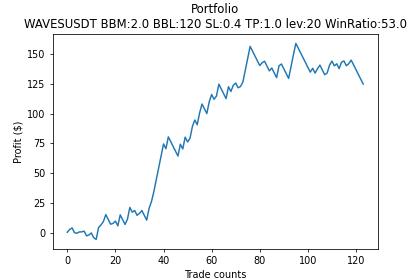 Portfolio
WAVESUSDT BBM:2.0 BBL:120 SL:0.4 TP:1.0 lev:20 WinRatio:53.0
150
125
100
75
50
25
0
Profit ($)
0 20 40 60 80 100 120
Trade counts